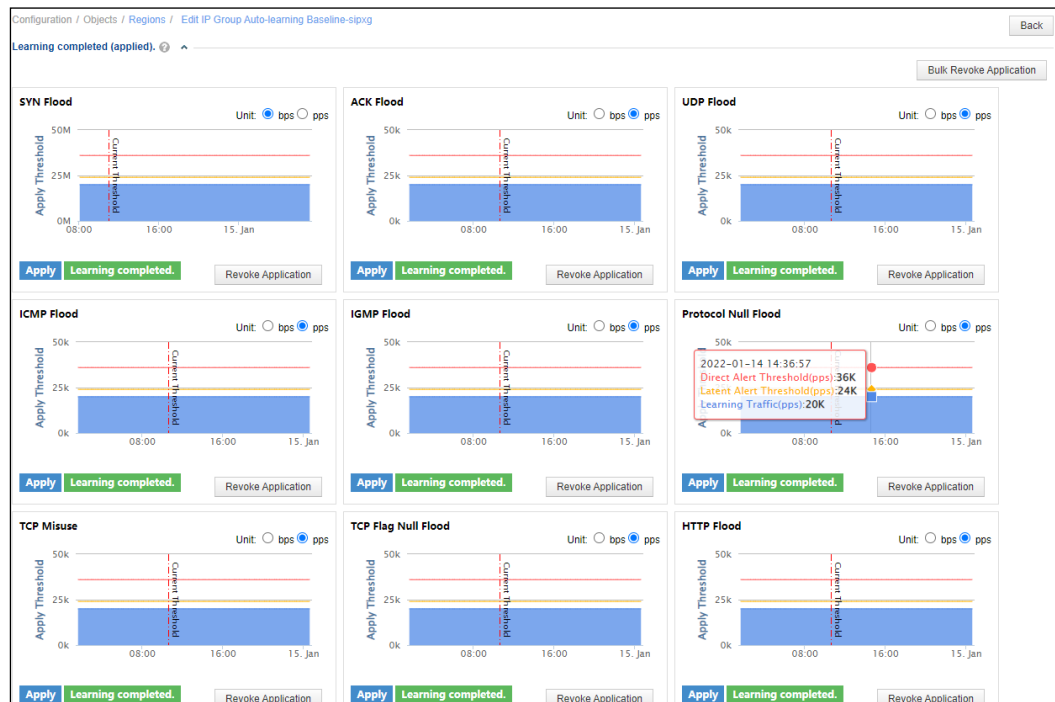 Configuration / Objects / Regions / Edit IP Group Auto-learning Baseline-sipxg
Back
Learning completed (applied). ?
Bulk Revoke Application
SYN Flood
Unit: bps pps
50M
25M
0M
Apply Threshold
Current Threshold
08:00 16:00 15. Jan
Apply Learning completed. Revoke Application
ACK Flood
Unit: bps pps
50k
25k
0k
Apply Threshold
Current Threshold
08:00 16:00 15. Jan
Apply Learning completed. Revoke Application
UDP Flood
Unit: bps pps
50k
25k
0k
Apply Threshold
Current Threshold
08:00 16:00 15. Jan
Apply Learning completed. Revoke Application
ICMP Flood
Unit: bps pps
50k
25k
0k
Apply Threshold
Current Threshold
08:00 16:00 15. Jan
Apply Learning completed. Revoke Application
IGMP Flood
Unit: bps pps
50k
25k
0k
Apply Threshold
Current Threshold
08:00 16:00 15. Jan
Apply Learning completed. Revoke Application
Protocol Null Flood
Unit: bps pps
50k
2022-01-14 14:36:57
Direct Alert Threshold(pps):36K
Latent Alert Threshold(pps):24K
Learning Traffic(pps):20K
0k
08:00 16:00 15. Jan
Apply Learning completed. Revoke Application
TCP Misuse
Unit: bps pps
50k
25k
0k
Apply Threshold
Current Threshold
08:00 16:00 15. Jan
Apply Learning completed. Revoke Application
TCP Flag Null Flood
Unit: bps pps
50k
25k
0k
Apply Threshold
Current Threshold
08:00 16:00 15. Jan
Apply Learning completed. Revoke Application
HTTP Flood
Unit: bps pps
50k
25k
0k
Apply Threshold
Current Threshold
08:00 16:00 15. Jan
Apply Learning completed. Revoke Application